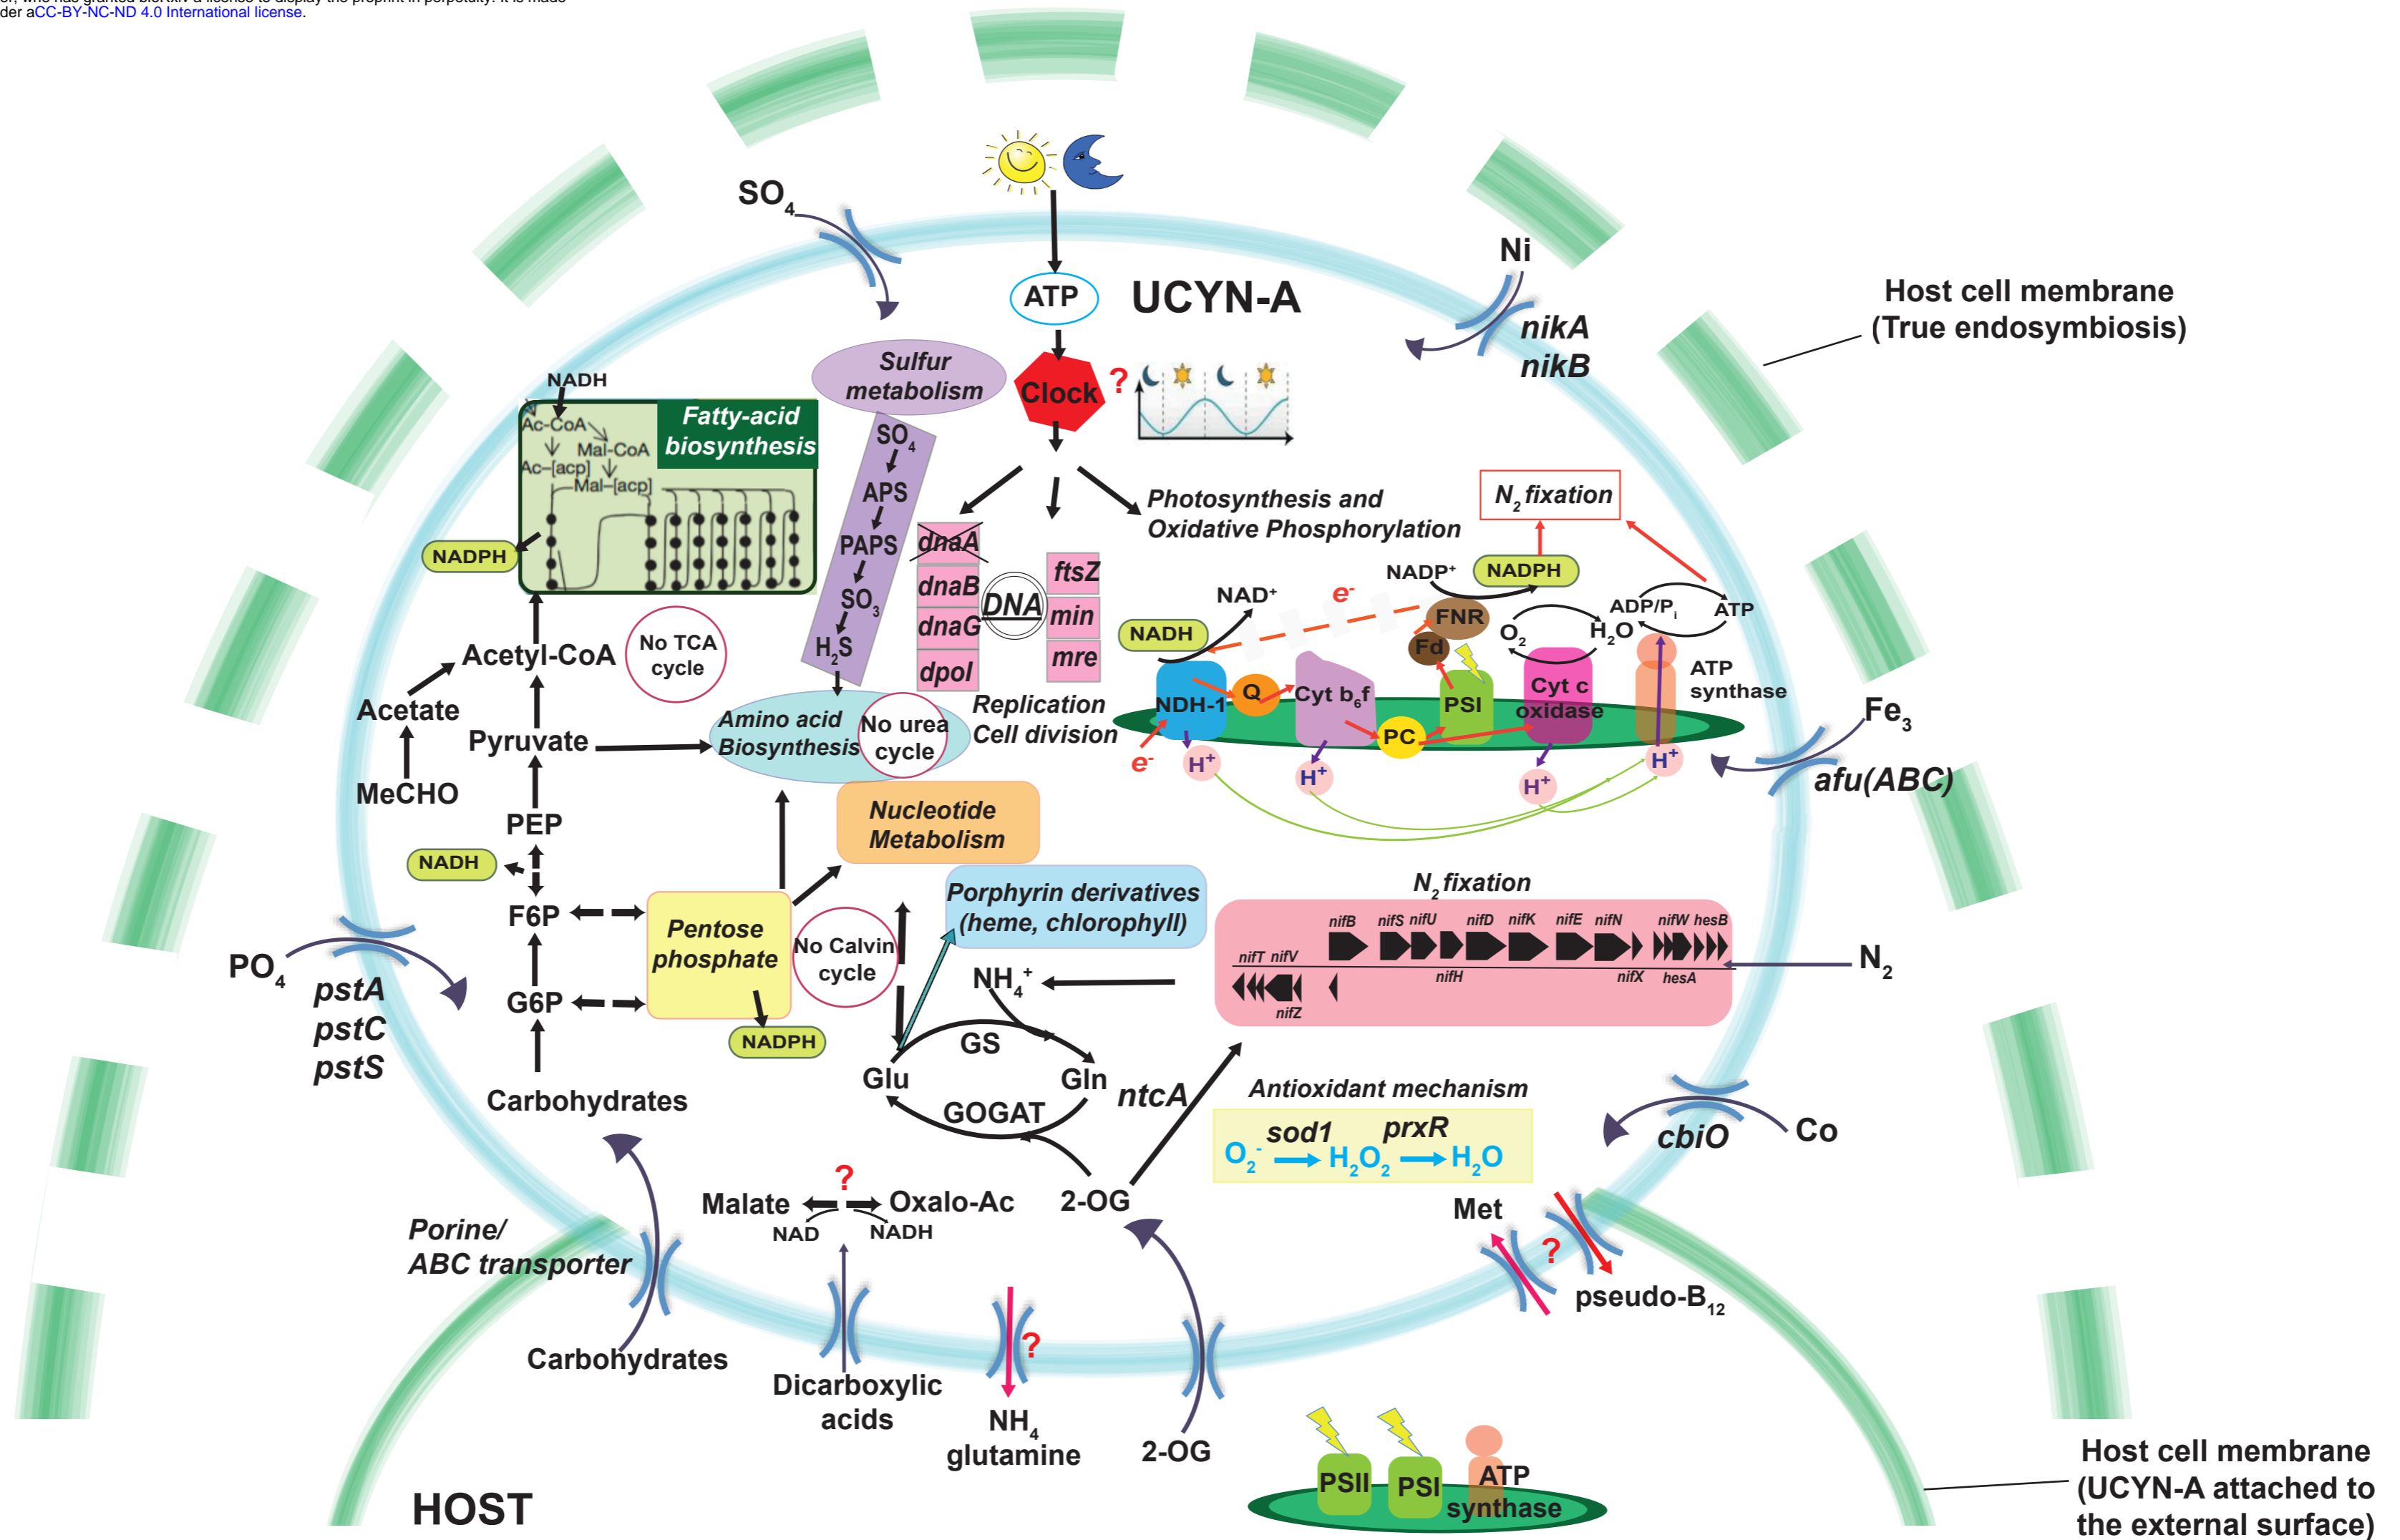 der aCC-BY-NC-ND 4.0 International license.
SO4
Ni
ATP
UCYN-A
nikA
nikB
Host cell membrane
(True endosymbiosis)
Sulfur
metabolism
Clock
?
NADH
Fatty-acid
biosynthesis
Ac-CoA
Mal-CoA
Ac–[acp]
Mal–[acp]
NADPH
SO4
APS
PAPS
SO3
H2S
dnaA
dnaB
dnaG
dpol
DNA
ftsZ
min
mre
Replication
Cell division
Photosynthesis and
Oxidative Phosphorylation
N2 fixation
NADP+
NADPH
NAD+
e-
NADH
FNR
Fd
O2
H2O
ADP/Pi
ATP
NDH-1
Q
Cyt b6f
PC
PSI
Cyt c
oxidase
ATP
synthase
e-
H+
H+
H+
H+
Fe3
afu(ABC)
Acetyl-CoA
No TCA
cycle
Acetate
Pyruvate
MeCHO
Amino acid
Biosynthesis
No urea
cycle
PEP
NADH
Nucleotide
Metabolism
F6P
Pentose
phosphate
No Calvin
cycle
Porphyrin derivatives
(heme, chlorophyll)
G6P
NADPH
PO4
pstA
pstC
pstS
Carbohydrates
N2 fixation
nifB nifS nifU nifD nifK nifE nifN nifW hesB
nifT nifV
nifH nifX hesA
nifZ
N2
NH4+
GS
Glu
Gln
GOGAT
ntcA
Antioxidant mechanism
sod1 prxR
O2- H2O2 H2O
cbiO
Co
?
Malate
Oxalo-Ac
NAD
NADH
2-OG
Met
?
pseudo-B12
Porine/
ABC transporter
Carbohydrates
Dicarboxylic
acids
?
NH4
glutamine
2-OG
PSII
PSI
ATP
synthase
HOST
Host cell membrane
(UCYN-A attached to
the external surface)